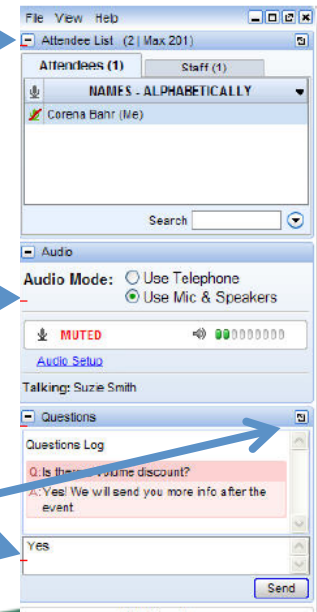 File View Help
Attendee List (2 | Max 201)
Attendees (1) Staff (1)
NAMES - ALPHABETICALLY
Corena Bahr (Me)
Search
Audio
Audio Mode: Use Telephone
Use Mic & Speakers
MUTED
Audio Setup
Talking: Suzie Smith
Questions
Questions Log
Q: Is there volume discount?
A: Yes! We will send you more info after the
event
Yes
Send